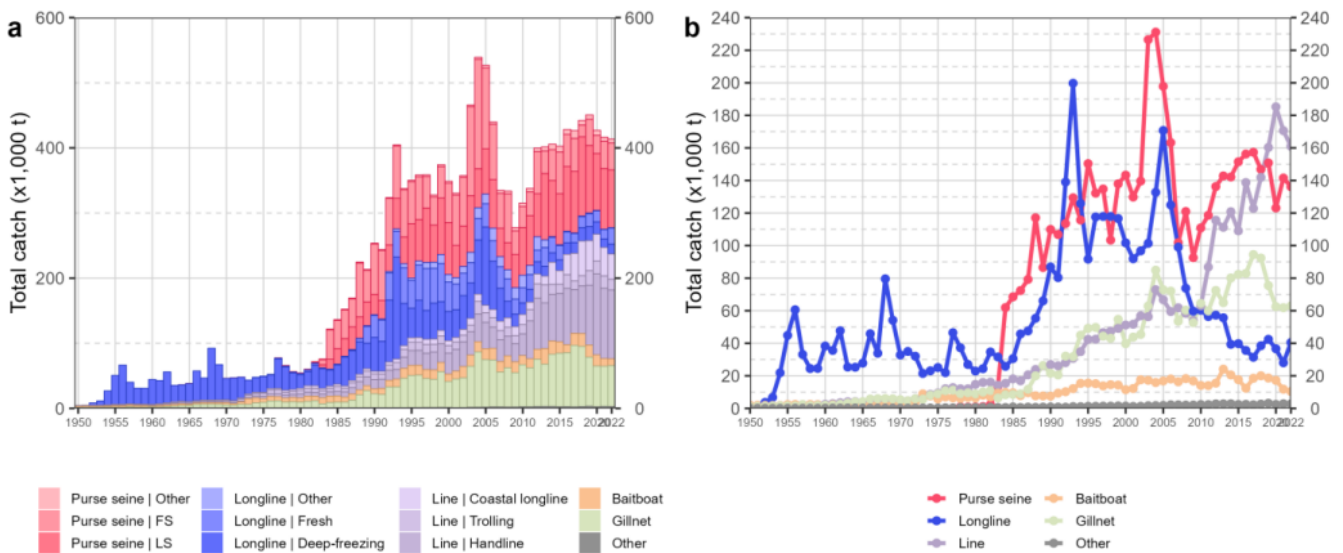 a
b
Total catch (x1,000 t)
600
400
200
0
600
400
200
0
1950 1955 1960 1965 1970 1975 1980 1985 1990 1995 2000 2005 2010 2015 2020 2022
Total catch (x1,000 t)
240
220
200
180
160
140
120
100
80
60
40
20
0
240
220
200
180
160
140
120
100
80
60
40
20
0
1950 1955 1960 1965 1970 1975 1980 1985 1990 1995 2000 2005 2010 2015 2020 2022
Purse seine | Other
Longline | Other
Line | Coastal longline
Baitboat
Purse seine | FS
Longline | Fresh
Line | Trolling
Gillnet
Purse seine | LS
Longline | Deep-freezing
Line | Handline
Other
Purse seine
Baitboat
Longline
Gillnet
Line
Other